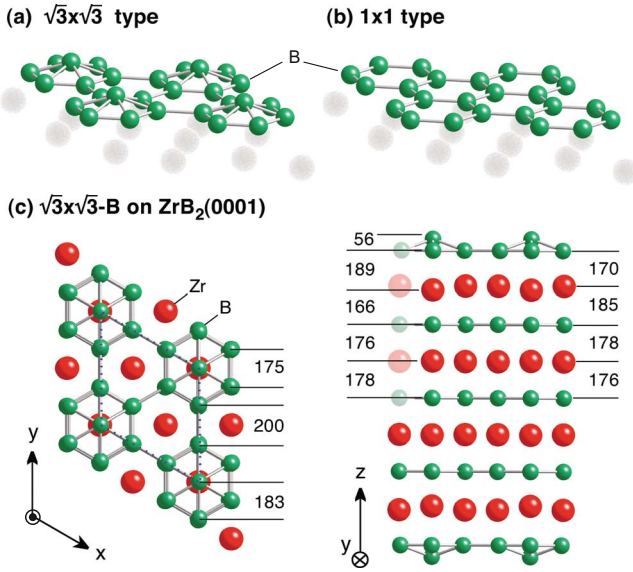 (a) √3x√3 type
(b) 1x1 type
B
(c) √3x√3-B on ZrB₂(0001)
Zr
B
175
200
183
y
x
56
189
166
176
178
170
185
178
176
z
y